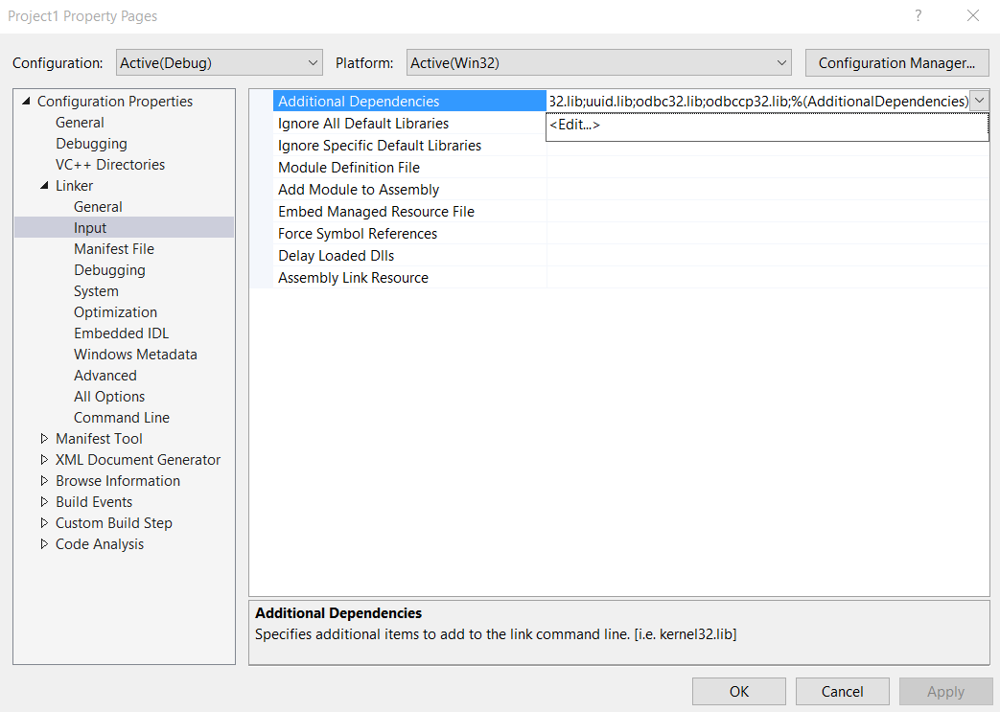 Project1 Property Pages
Configuration: Active(Debug) Platform: Active(Win32) Configuration Manager...
Configuration Properties
General
Debugging
VC++ Directories
Linker
General
Input
Manifest File
Debugging
System
Optimization
Embedded IDL
Windows Metadata
Advanced
All Options
Command Line
Manifest Tool
XML Document Generator
Browse Information
Build Events
Custom Build Step
Code Analysis
Additional Dependencies 32.lib;uuid.lib;odbc32.lib;odbccp32.lib;%(AdditionalDependencies)
Ignore All Default Libraries <Edit...>
Ignore Specific Default Libraries
Module Definition File
Add Module to Assembly
Embed Managed Resource File
Force Symbol References
Delay Loaded Dlls
Assembly Link Resource
Additional Dependencies
Specifies additional items to add to the link command line. [i.e. kernel32.lib]
OK Cancel Apply